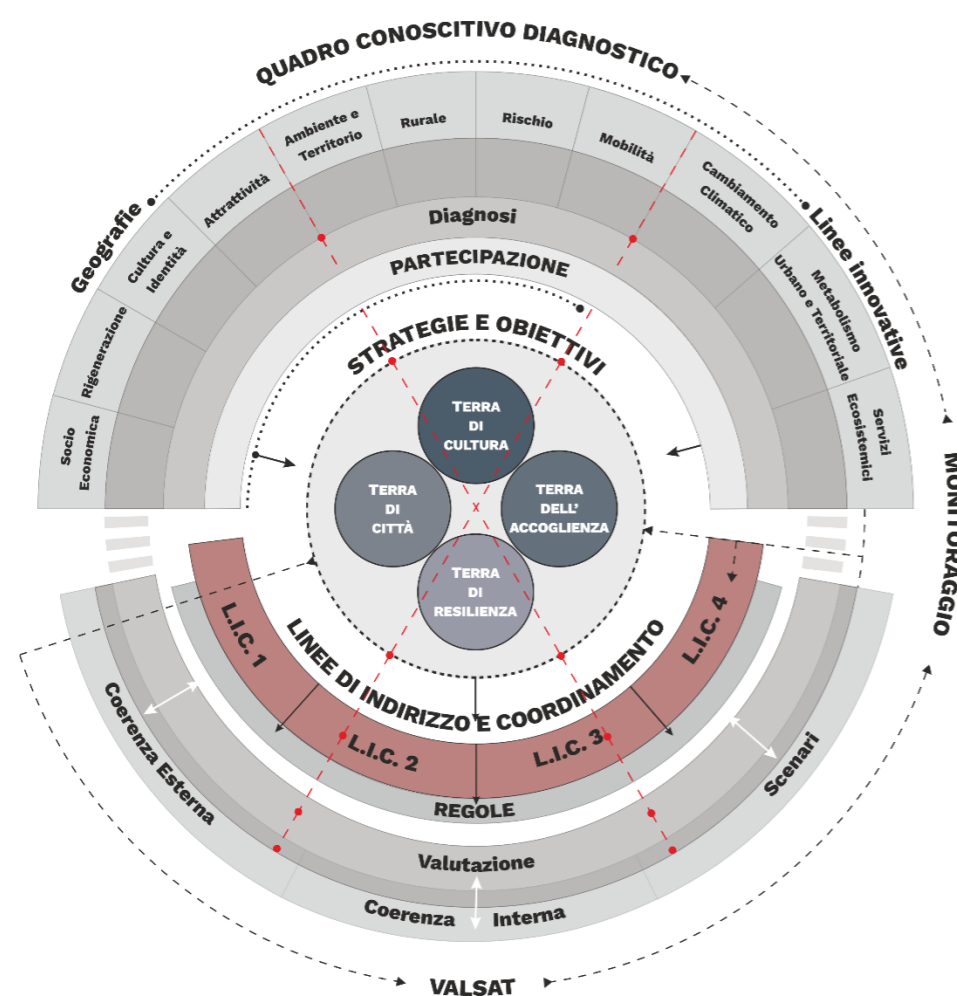 QUADRO CONOSCITIVO DIAGNOSTICO
Geografie
Linee innovative
Socio
Economica
Rigenerazione
Cultura e
Identità
Attrattività
Ambiente e
Territorio
Rurale
Rischio
Mobilità
Cambiamento
Climatico
Metabolismo
Urbano e Territoriale
Servizi
Ecosistemici
Diagnosi
PARTECIPAZIONE
STRATEGIE E OBIETTIVI
TERRA
DI
CULTURA
TERRA
DI
CITTÀ
TERRA
DELL'
ACCOGLIENZA
TERRA
DI
RESILIENZA
LINEE DI INDIRIZZO E COORDINAMENTO
L.I.C. 1
L.I.C. 2
L.I.C. 3
L.I.C. 4
REGOLE
Valutazione
Coerenza Esterna
Coerenza Interna
Scenari
MONITORAGGIO
VALSAT